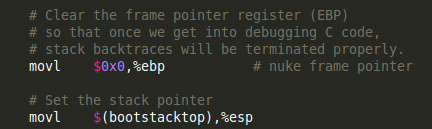 # Clear the frame pointer register (EBP)
# so that once we get into debugging C code,
# stack backtraces will be terminated properly.
movl $0x0,%ebp # nuke frame pointer
# Set the stack pointer
movl $(bootstacktop),%esp